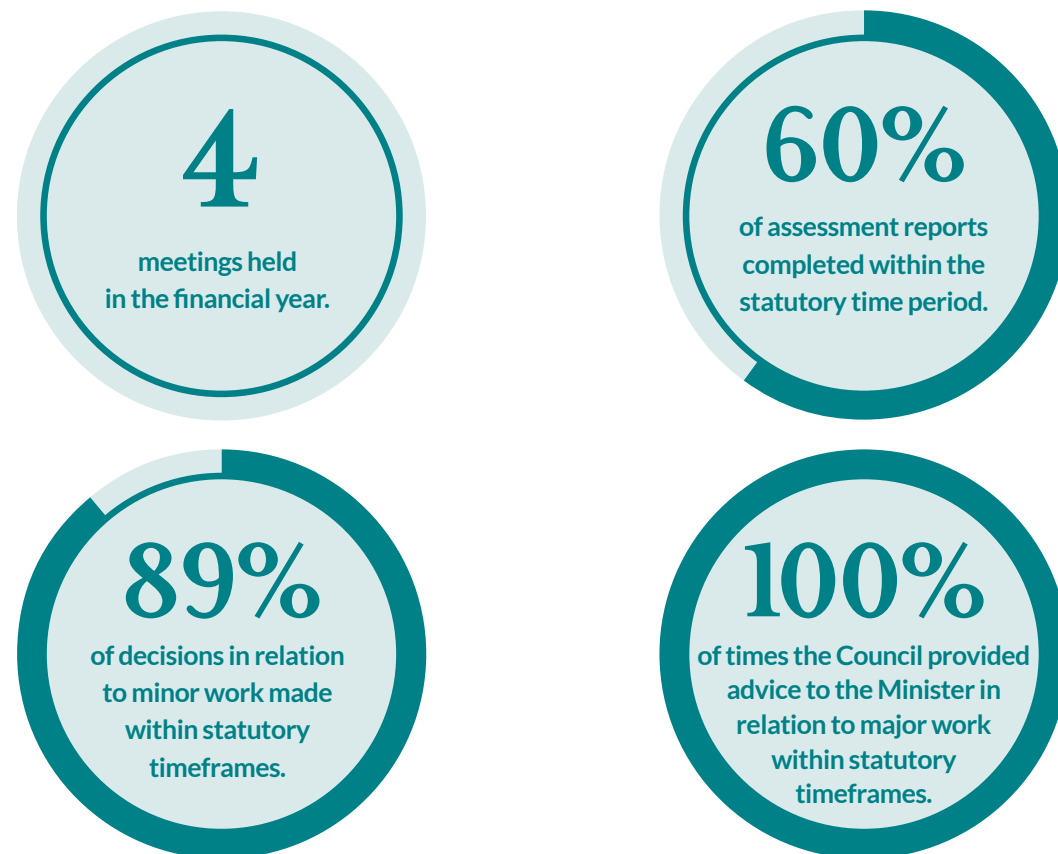 4
meetings held
in the financial year.
60%
of assessment reports
completed within the
statutory time period.
89%
of decisions in relation
to minor work made
within statutory
timeframes.
100%
of times the Council provided
advice to the Minister in
relation to major work
within statutory
timeframes.